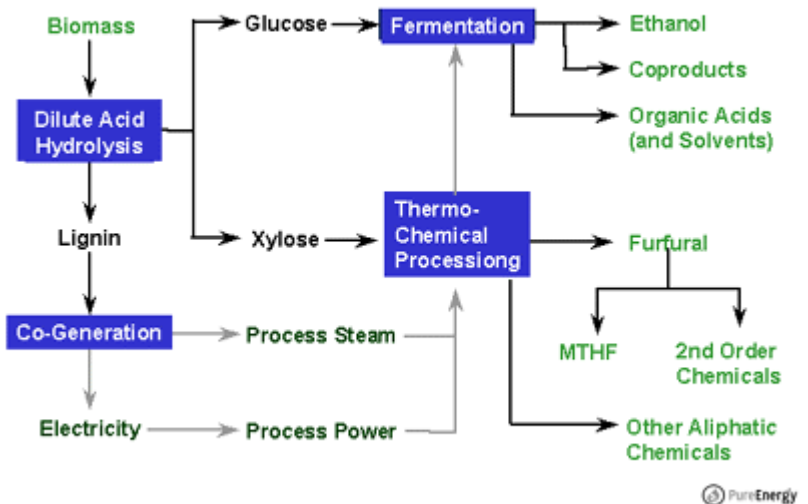 Biomass
Glucose
Fermentation
Ethanol
Coproducts
Dilute Acid
Hydrolysis
Organic Acids
(and Solvents)
Lignin
Xylose
Thermo-
Chemical
Processiong
Furfural
Co-Generation
Process Steam
MTHF
2nd Order
Chemicals
Electricity
Process Power
Other Aliphatic
Chemicals
PureEnergy